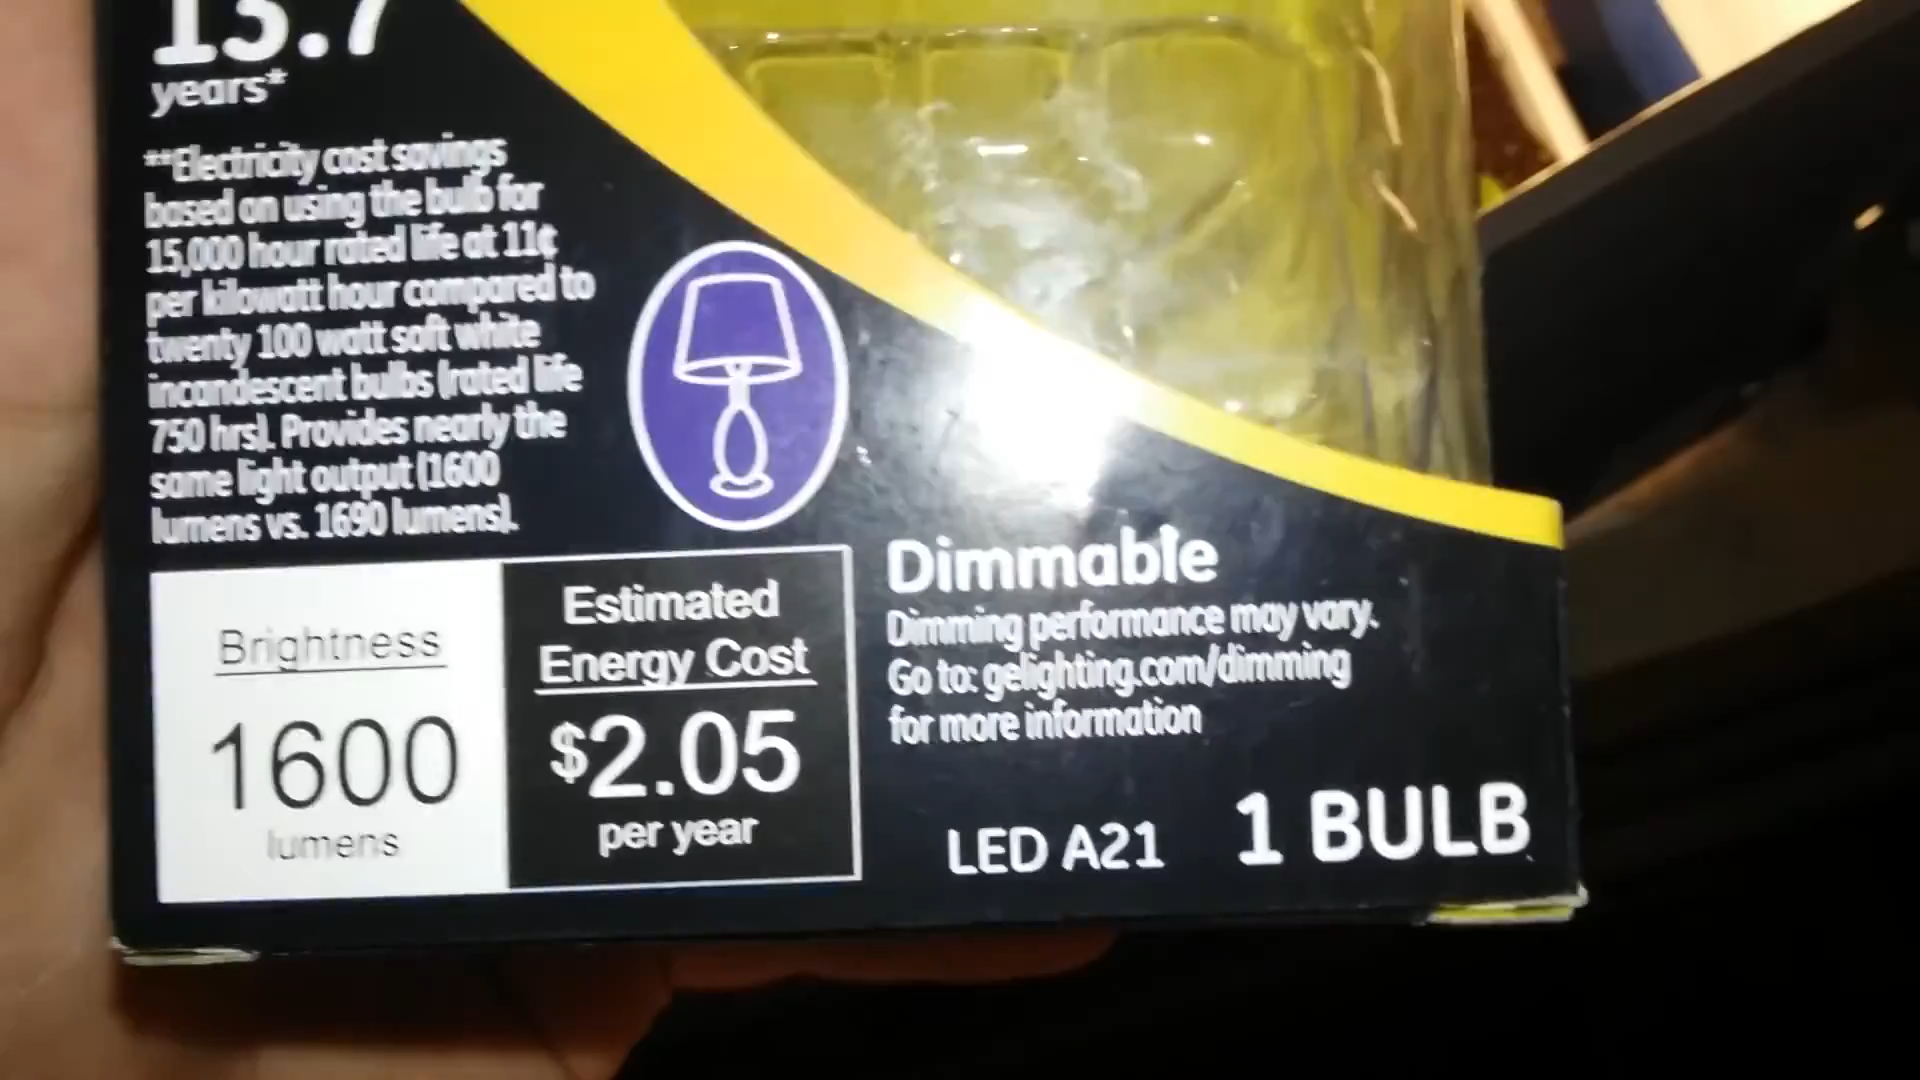 13.7
years*
**Electricity cost savings
based on using the bulb for
15,000 hour rated life at 11¢
per kilowatt hour compared to
twenty 100 watt soft white
incandescent bulbs (rated life
750 hrs). Provides nearly the
same light output (1600
lumens vs. 1690 lumens).
Brightness
1600
lumens
Estimated
Energy Cost
$2.05
per year
Dimmable
Dimming performance may vary.
Go to: gelighting.com/dimming
for more information
LED A21 1 BULB